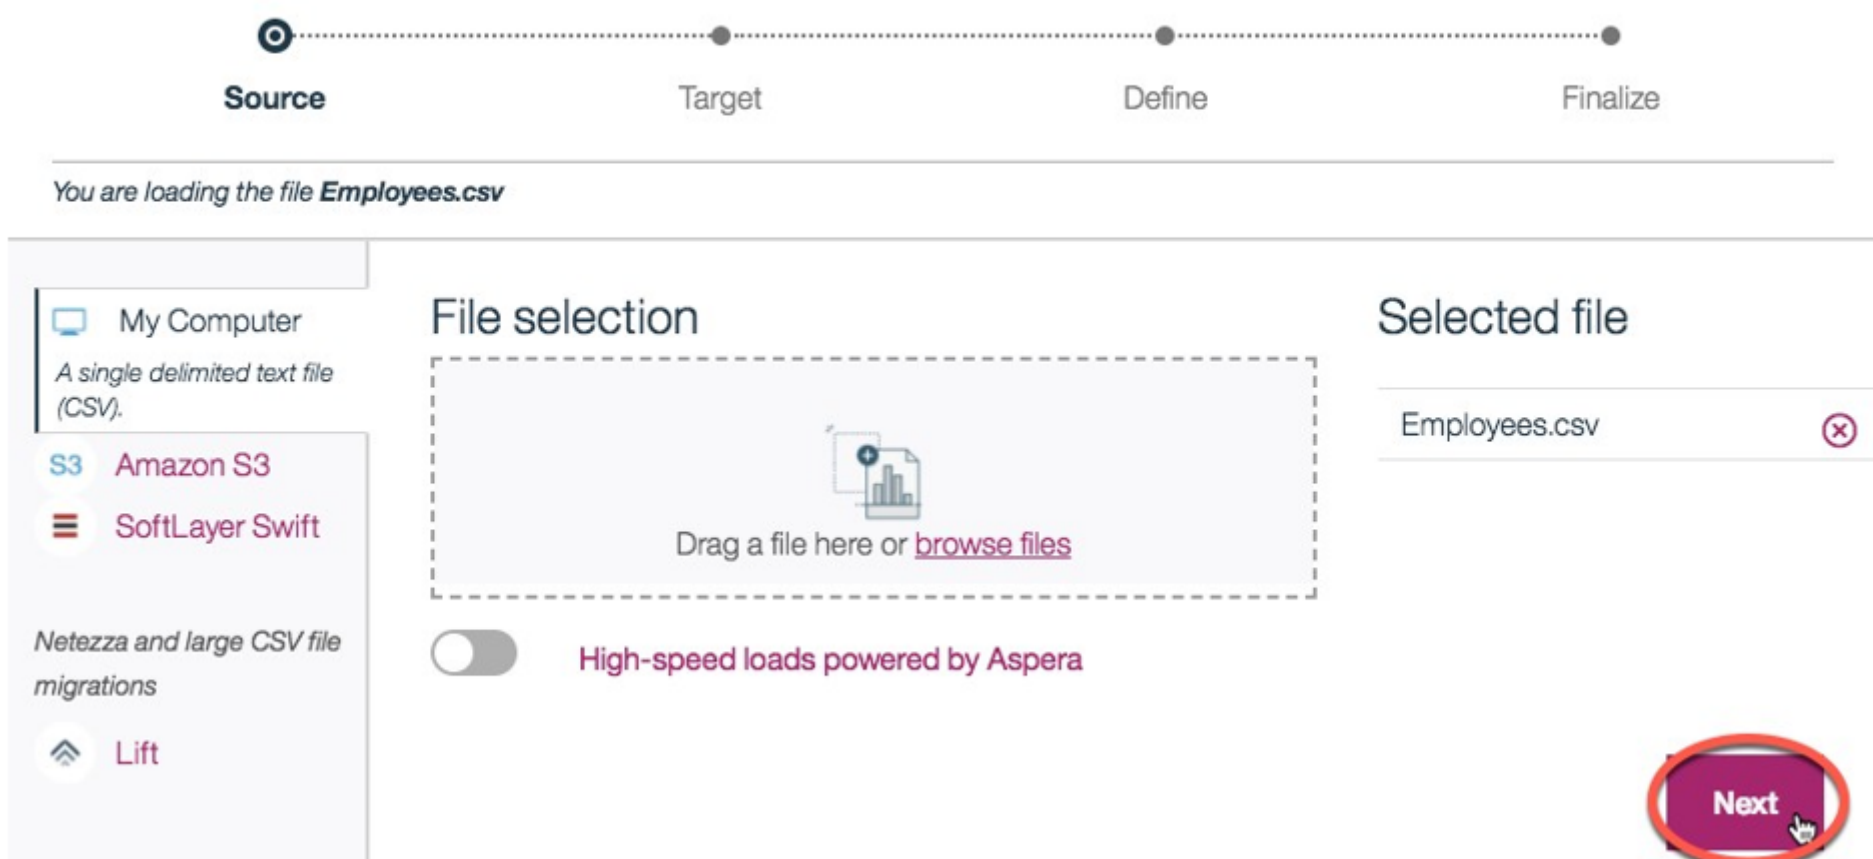 Source
Target
Define
Finalize
You are loading the file Employees.csv
My Computer
A single delimited text file
(CSV).
S3 Amazon S3
SoftLayer Swift
Netezza and large CSV file
migrations
Lift
File selection
Drag a file here or browse files
High-speed loads powered by Aspera
Selected file
Employees.csv
Next